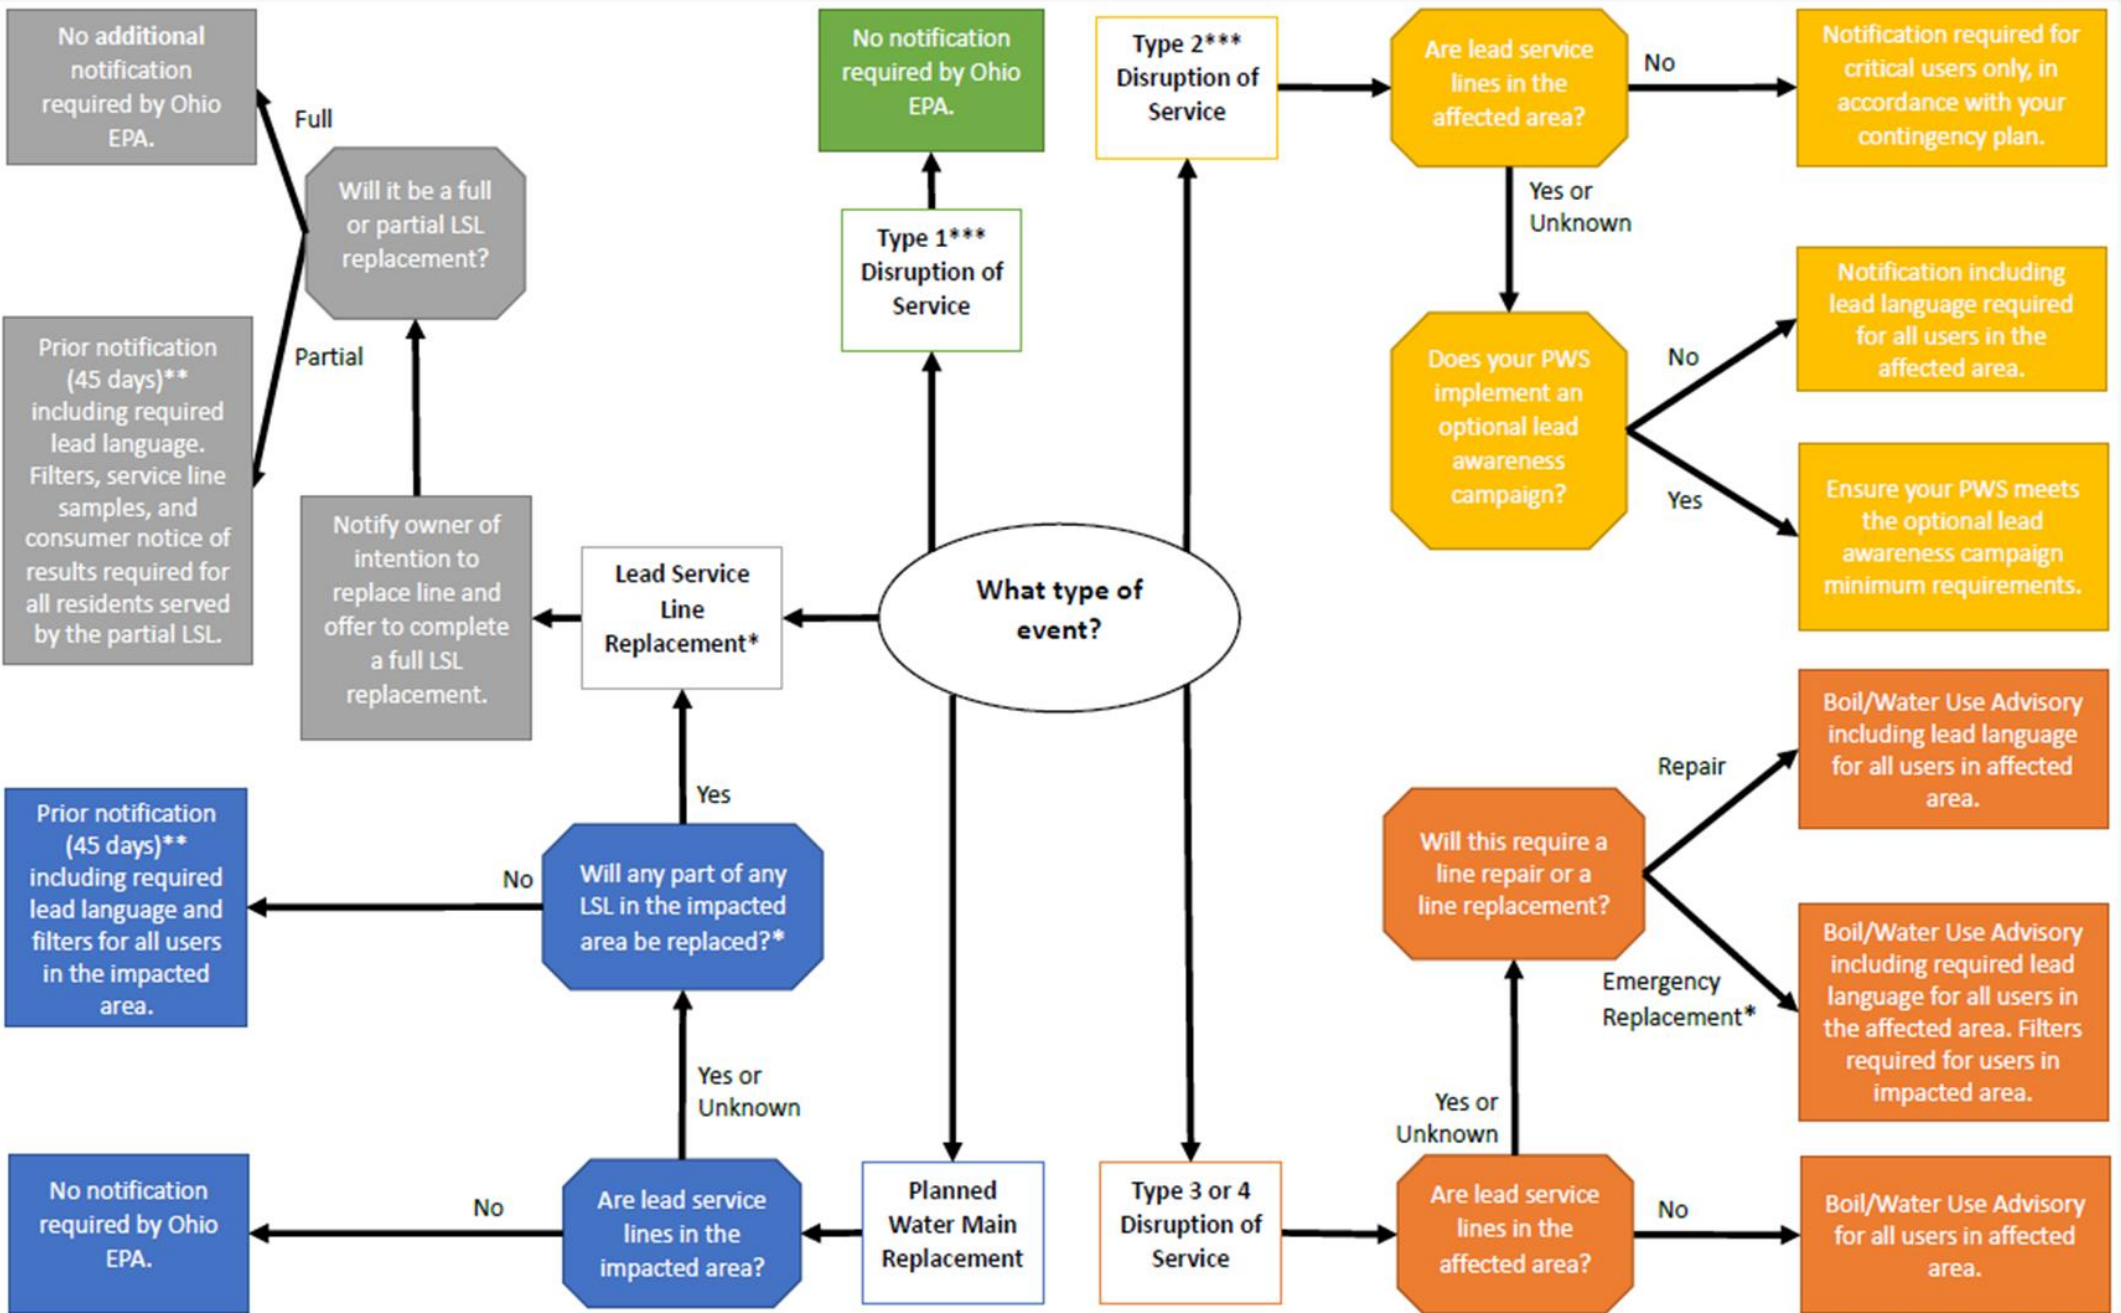 No additional
notification
required by Ohio
EPA.
Full
Will it be a full
or partial LSL
replacement?
Partial
Prior notification
(45 days)**
including required
lead language.
Filters, service line
samples, and
consumer notice of
results required for
all residents served
by the partial LSL.
Notify owner of
intention to
replace line and
offer to complete
a full LSL
replacement.
Lead Service
Line
Replacement*
No notification
required by Ohio
EPA.
Type 1***
Disruption of
Service
What type of
event?
Type 2***
Disruption of
Service
Are lead service
lines in the
affected area?
No
Notification required for
critical users only, in
accordance with your
contingency plan.
Yes or
Unknown
Does your PWS
implement an
optional lead
awareness
campaign?
No
Notification including
lead language required
for all users in the
affected area.
Yes
Ensure your PWS meets
the optional lead
awareness campaign
minimum requirements.
Yes
Will any part of any
LSL in the impacted
area be replaced?*
No
Prior notification
(45 days)**
including required
lead language and
filters for all users
in the impacted
area.
Yes or
Unknown
Are lead service
lines in the
impacted area?
No
No notification
required by Ohio
EPA.
Planned
Water Main
Replacement
Type 3 or 4
Disruption of
Service
Are lead service
lines in the
affected area?
No
Boil/Water Use Advisory
for all users in affected
area.
Yes or
Unknown
Will this require a
line repair or a
line replacement?
Repair
Boil/Water Use Advisory
including lead language
for all users in affected
area.
Emergency
Replacement*
Boil/Water Use Advisory
including required lead
language for all users in
the affected area. Filters
required for users in
impacted area.